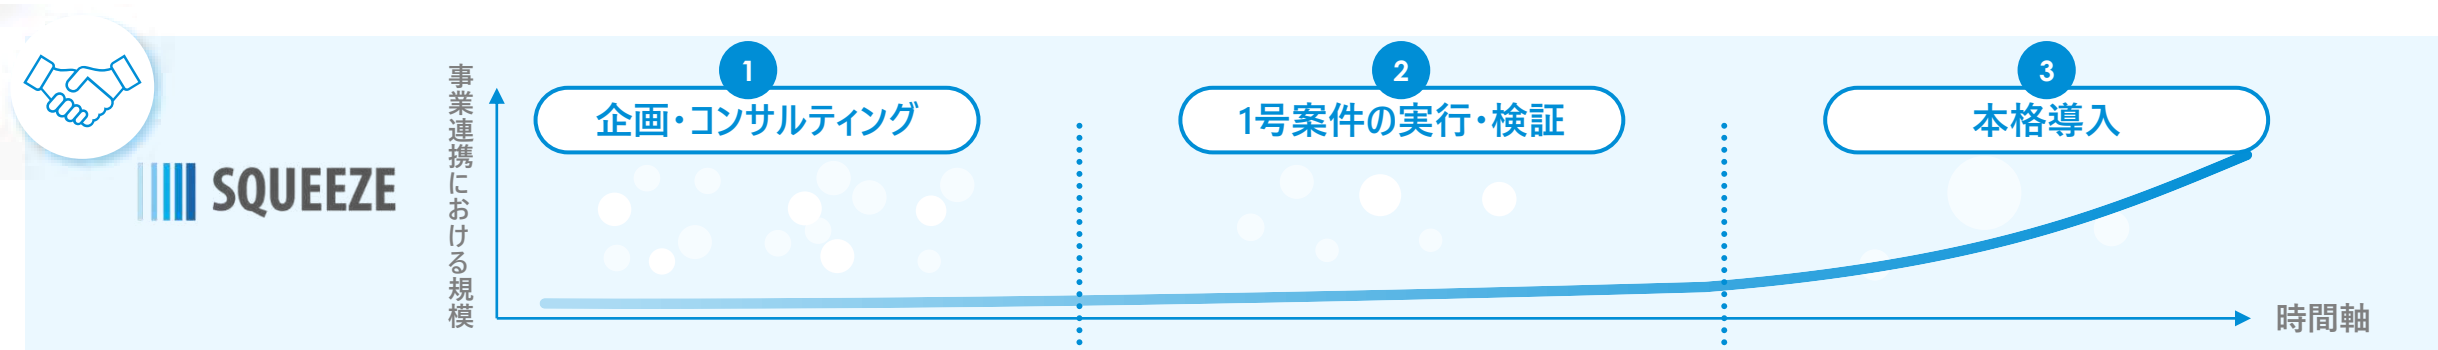 SQUEEZE
事業連携における規模
1
企画・コンサルティング
2
1号案件の実行・検証
3
本格導入
時間軸